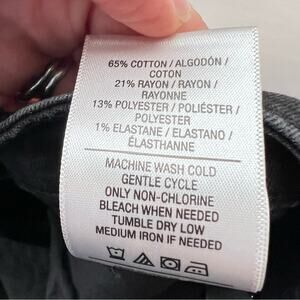 65% COTTON / ALGODÓN /
COTON
21% RAYON / RAYON /
RAYONNE
13% POLYESTER / POLIÉSTER /
POLYESTER
1% ELASTANE / ELASTANO /
ÉLASTHANNE
MACHINE WASH COLD
GENTLE CYCLE
ONLY NON-CHLORINE
BLEACH WHEN NEEDED
TUMBLE DRY LOW
MEDIUM IRON IF NEEDED